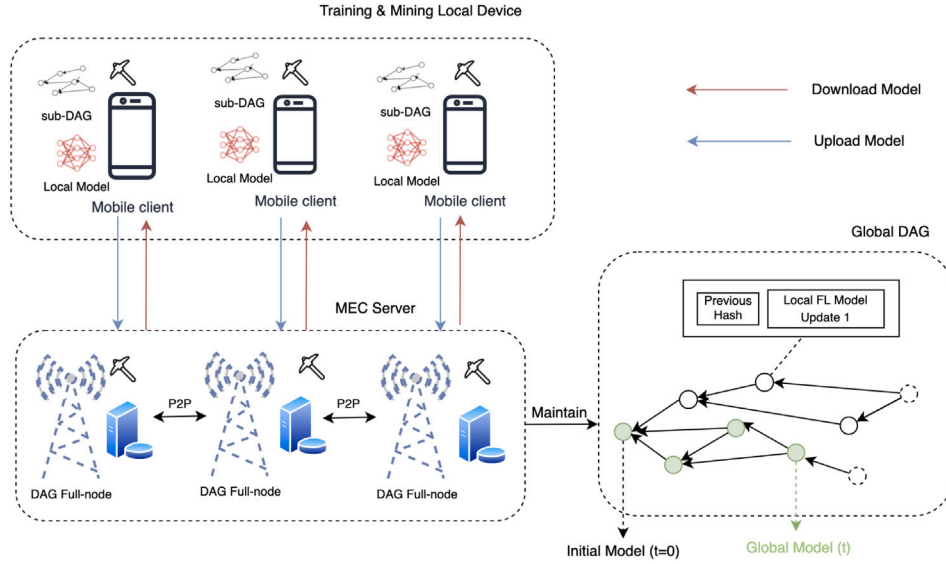 Training & Mining Local Device
sub-DAG
Local Model
Mobile client
sub-DAG
Local Model
Mobile client
sub-DAG
Local Model
Mobile client
Download Model
Upload Model
MEC Server
P2P
P2P
DAG Full-node
DAG Full-node
DAG Full-node
Maintain
Global DAG
Previous
Hash
Local FL Model
Update 1
Initial Model (t=0)
Global Model (t)